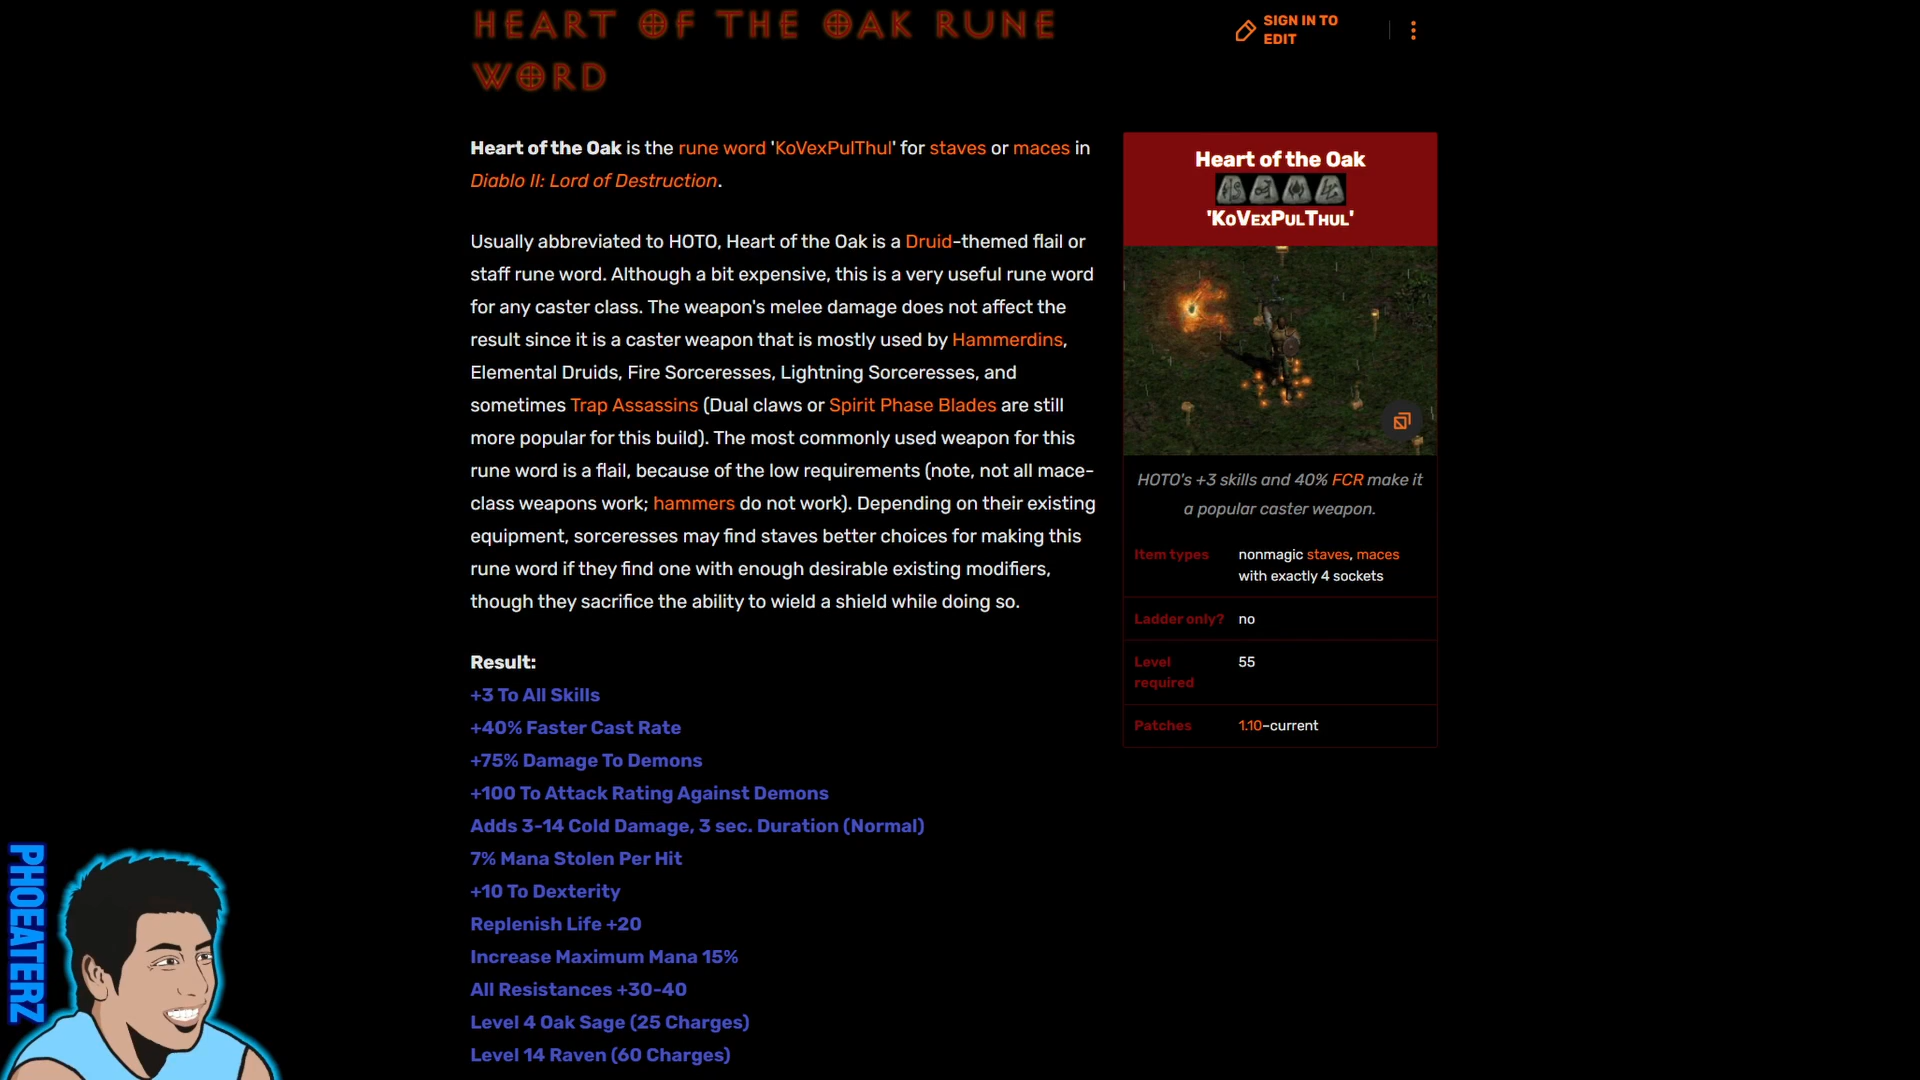 HEART OF THE OAK RUNE
WORD
SIGN IN TO
EDIT
Heart of the Oak is the rune word 'KoVexPulThul' for staves or maces in
Diablo II: Lord of Destruction.
Usually abbreviated to HOTO, Heart of the Oak is a Druid-themed flail or
staff rune word. Although a bit expensive, this is a very useful rune word
for any caster class. The weapon's melee damage does not affect the
result since it is a caster weapon that is mostly used by Hammerdins,
Elemental Druids, Fire Sorceresses, Lightning Sorceresses, and
sometimes Trap Assassins (Dual claws or Spirit Phase Blades are still
more popular for this build). The most commonly used weapon for this
rune word is a flail, because of the low requirements (note, not all mace-
class weapons work; hammers do not work). Depending on their existing
equipment, sorceresses may find staves better choices for making this
rune word if they find one with enough desirable existing modifiers,
though they sacrifice the ability to wield a shield while doing so.
Result:
+3 To All Skills
+40% Faster Cast Rate
+75% Damage To Demons
+100 To Attack Rating Against Demons
Adds 3-14 Cold Damage, 3 sec. Duration (Normal)
7% Mana Stolen Per Hit
+10 To Dexterity
Replenish Life +20
Increase Maximum Mana 15%
All Resistances +30-40
Level 4 Oak Sage (25 Charges)
Level 14 Raven (60 Charges)
Heart of the Oak
'KoVexPulThul'
HOTO's +3 skills and 40% FCR make it
a popular caster weapon.
Item types nonmagic staves, maces
with exactly 4 sockets
Ladder only? no
Level
required 55
Patches 1.10–current
PHOEATERZ